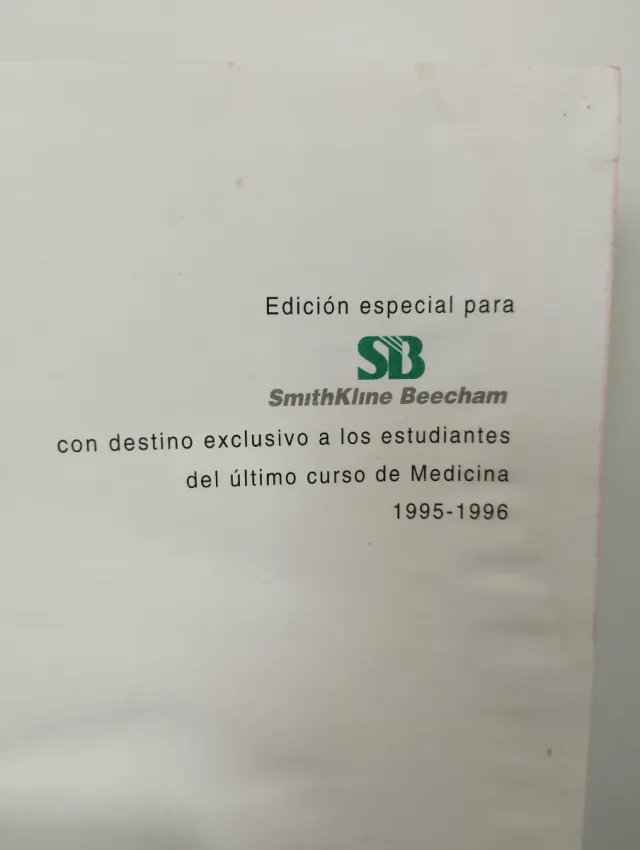 Edición especial para
SB
SmithKline Beecham
con destino exclusivo a los estudiantes
del último curso de Medicina
1995-1996